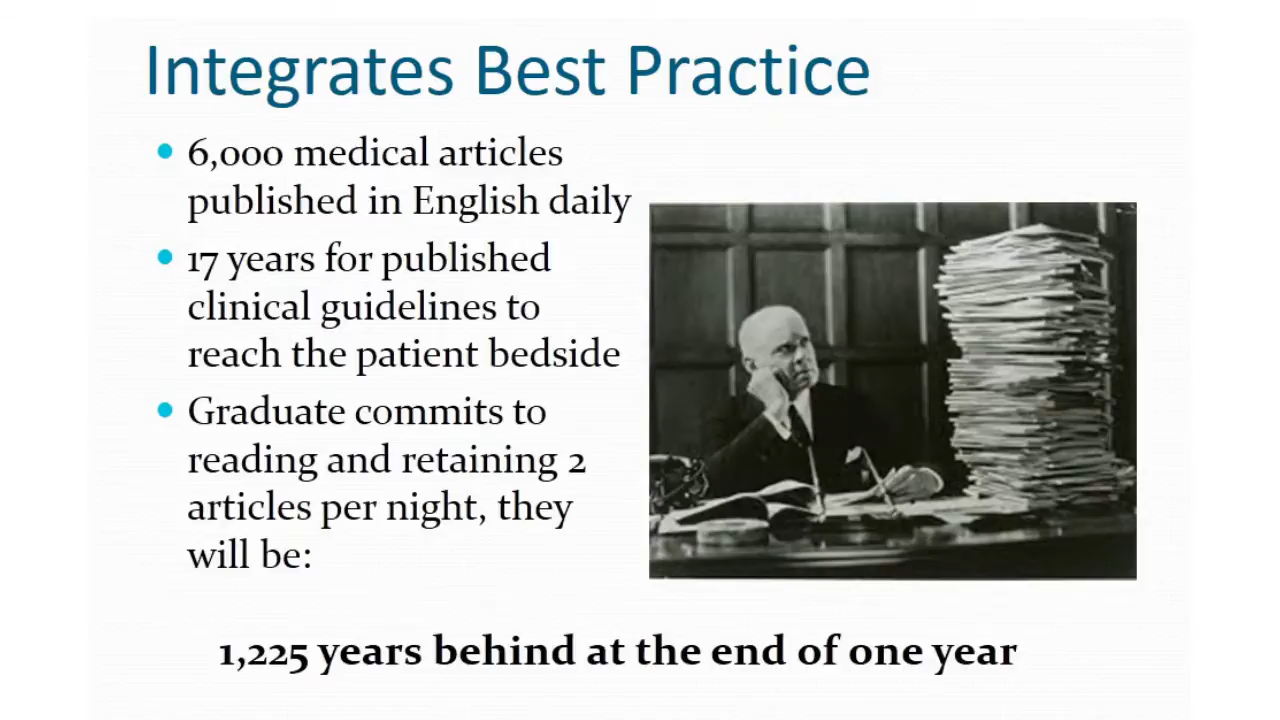 Integrates Best Practice
6,000 medical articles
published in English daily
17 years for published
clinical guidelines to
reach the patient bedside
Graduate commits to
reading and retaining 2
articles per night, they
will be:
1,225 years behind at the end of one year